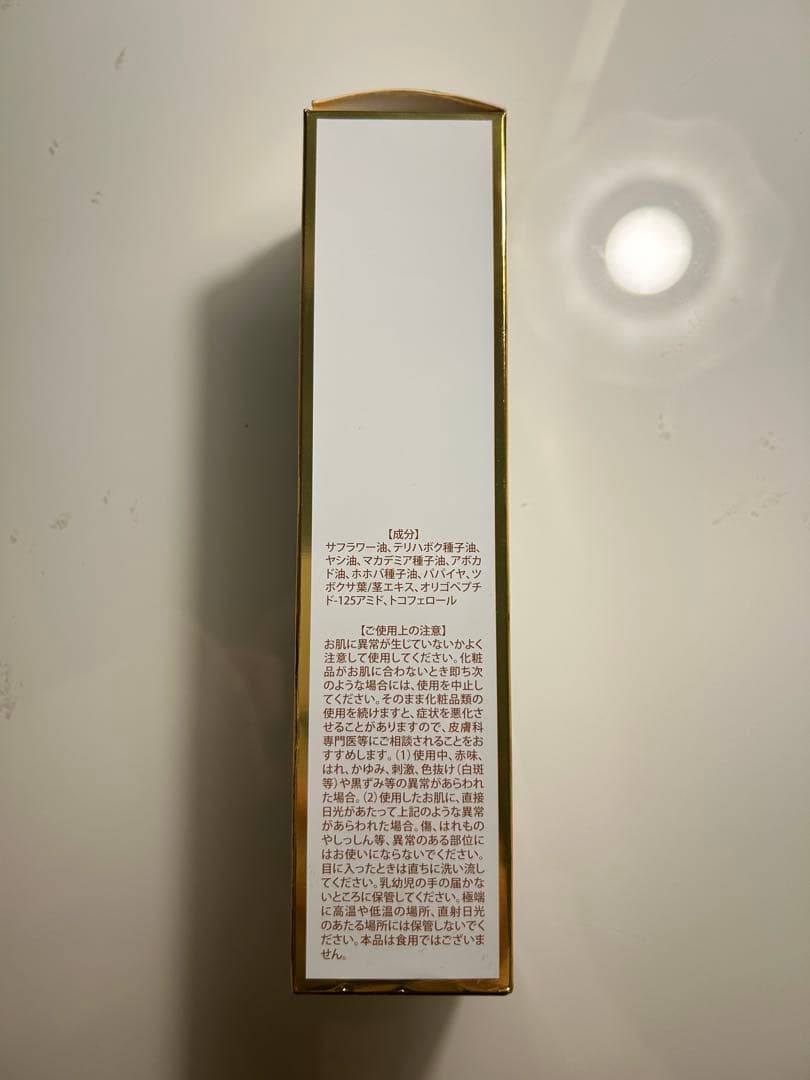 【成分】
サフラワー油、テリハボク種子油、
ヤシ油、マカデミア種子油、アボカ
ド油、ホホバ種子油、パパイヤ、ツ
ボクサ葉/茎エキス、オリゴペプチ
ド-125アミド、トコフェロール
【ご使用上の注意】
お肌に異常が生じていないかよく
注意して使用してください。化粧
品がお肌に合わないとき即ち次
のような場合には、使用を中止し
てください。そのまま化粧品類の
使用を続けますと、症状を悪化さ
せることがありますので、皮膚科
専門医等にご相談されることをお
すすめします。（1）使用中、赤味、
はれ、かゆみ、刺激、色抜け（白斑
等）や黒ずみ等の異常があらわれ
た場合。（2）使用したお肌に、直接
日光があたって上記のような異常
があらわれた場合。傷、はれもの
やしっしん等、異常のある部位に
はお使いにならないでください。
目に入ったときは直ちに洗い流し
てください。乳幼児の手の届かな
いところに保管してください。極端
に高温や低温の場所、直射日光
のあたる場所には保管しないでく
ださい。本品は食用ではございま
せん。